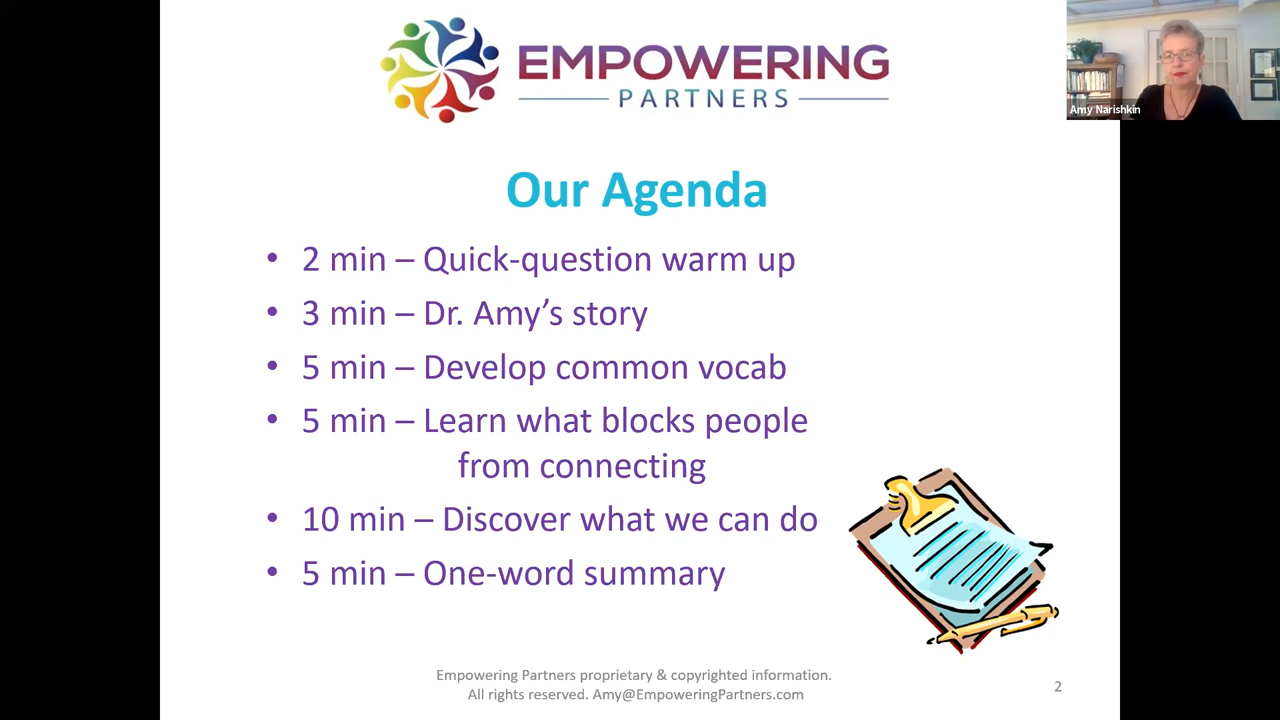 EMPOWERING
PARTNERS
Amy Narishkin
Our Agenda
• 2 min – Quick-question warm up
• 3 min – Dr. Amy’s story
• 5 min – Develop common vocab
• 5 min – Learn what blocks people
from connecting
• 10 min – Discover what we can do
• 5 min – One-word summary
Empowering Partners proprietary & copyrighted information.
All rights reserved. Amy@EmpoweringPartners.com
2